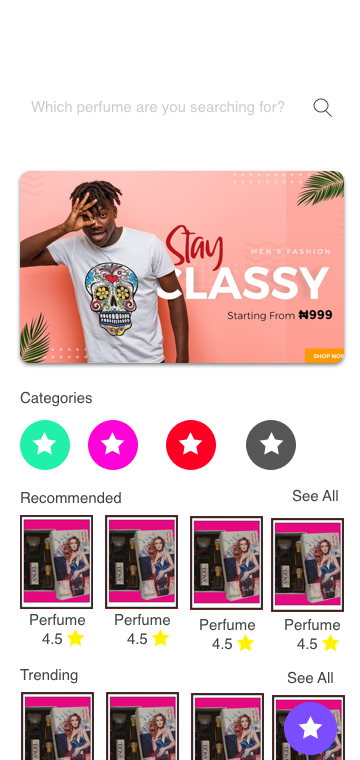 Which perfume are you searching for?
Stay
MEN'S FASHION
CLASSY
Starting From ₦999
SHOP NOW
Categories
Recommended
See All
Perfume
4.5
Perfume
4.5
Perfume
4.5
Perfume
4.5
Trending
See All